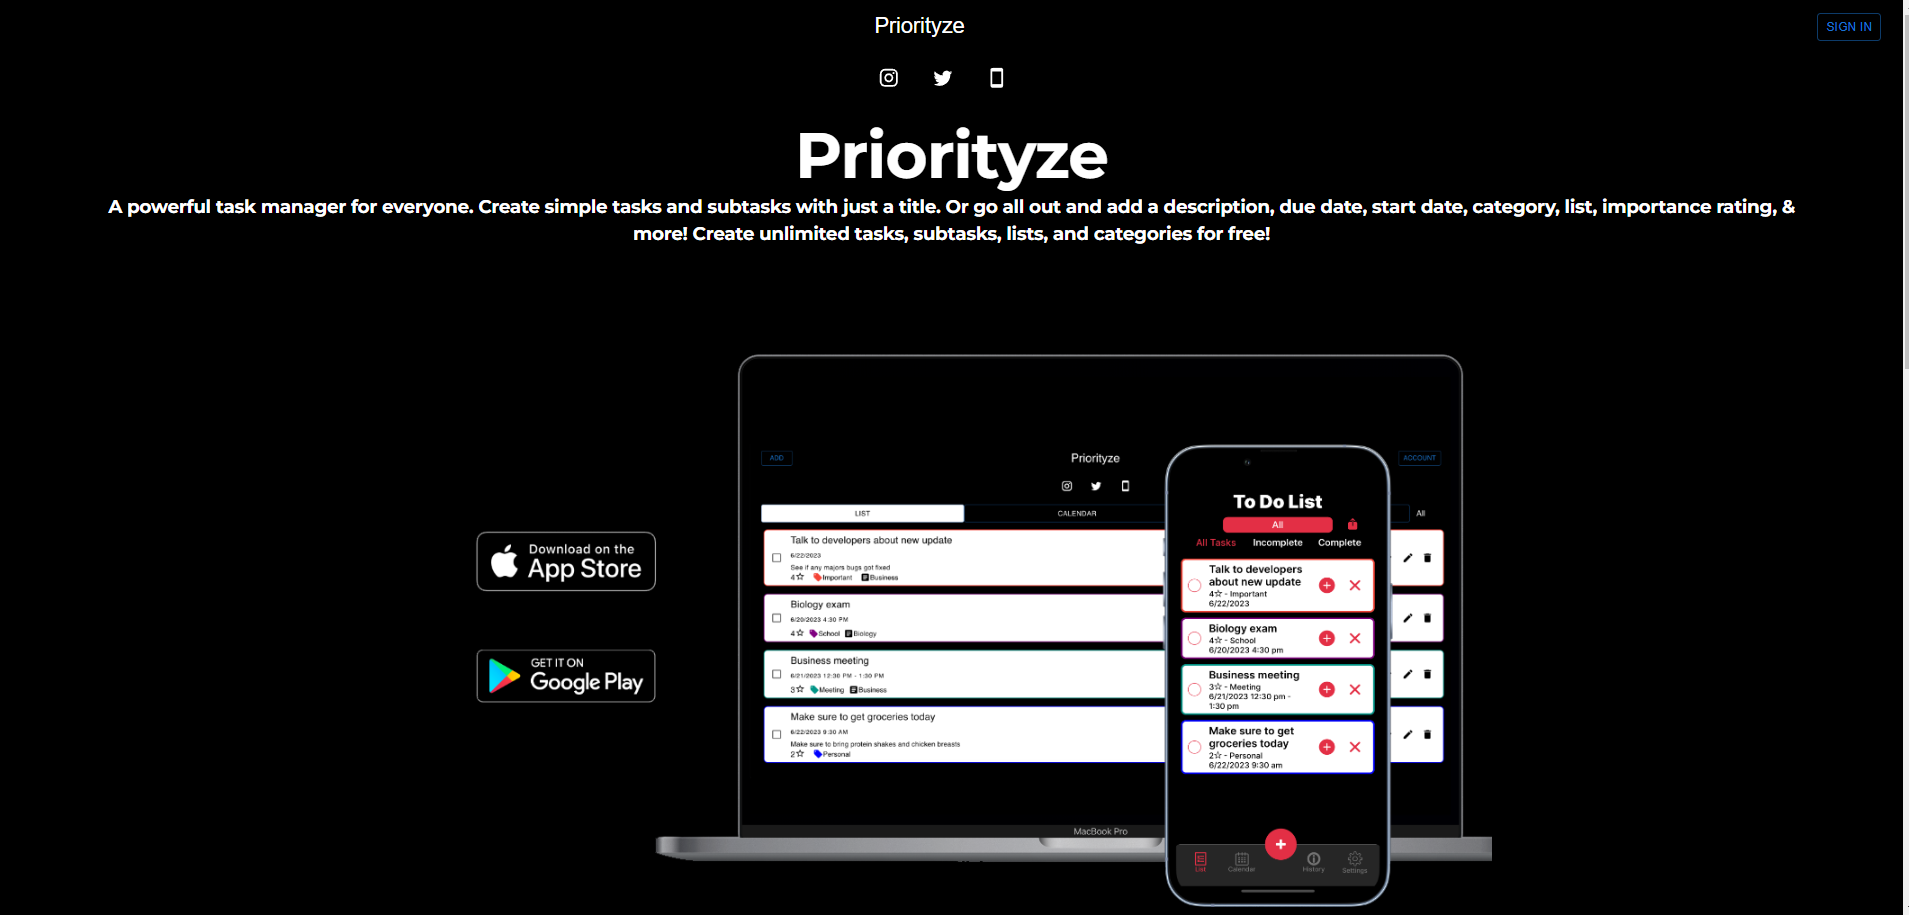 Priorityze
SIGN IN
Priorityze
A powerful task manager for everyone. Create simple tasks and subtasks with just a title. Or go all out and add a description, due date, start date, category, list, importance rating, &
more! Create unlimited tasks, subtasks, lists, and categories for free!
Download on the
App Store
GET IT ON
Google Play
ADD
Priorityze
ACCOUNT
LIST
CALENDAR
All
Talk to developers about new update
6/22/2023
See if any majors bugs got fixed
4☆ Important Business
Biology exam
6/20/2023 4:30 PM
4☆ School Biology
Business meeting
6/21/2023 12:30 PM - 1:30 PM
3☆ Meeting Business
Make sure to get groceries today
6/22/2023 9:30 AM
Make sure to bring protein shakes and chicken breasts
2☆ Personal
MacBook Pro
To Do List
All
All Tasks Incomplete Complete
Talk to developers
about new update
4☆ - Important
6/22/2023
Biology exam
4☆ - School
6/20/2023 4:30 pm
Business meeting
3☆ - Meeting
6/21/2023 12:30 pm -
1:30 pm
Make sure to get
groceries today
2☆ - Personal
6/22/2023 9:30 am
List Calendar History Settings